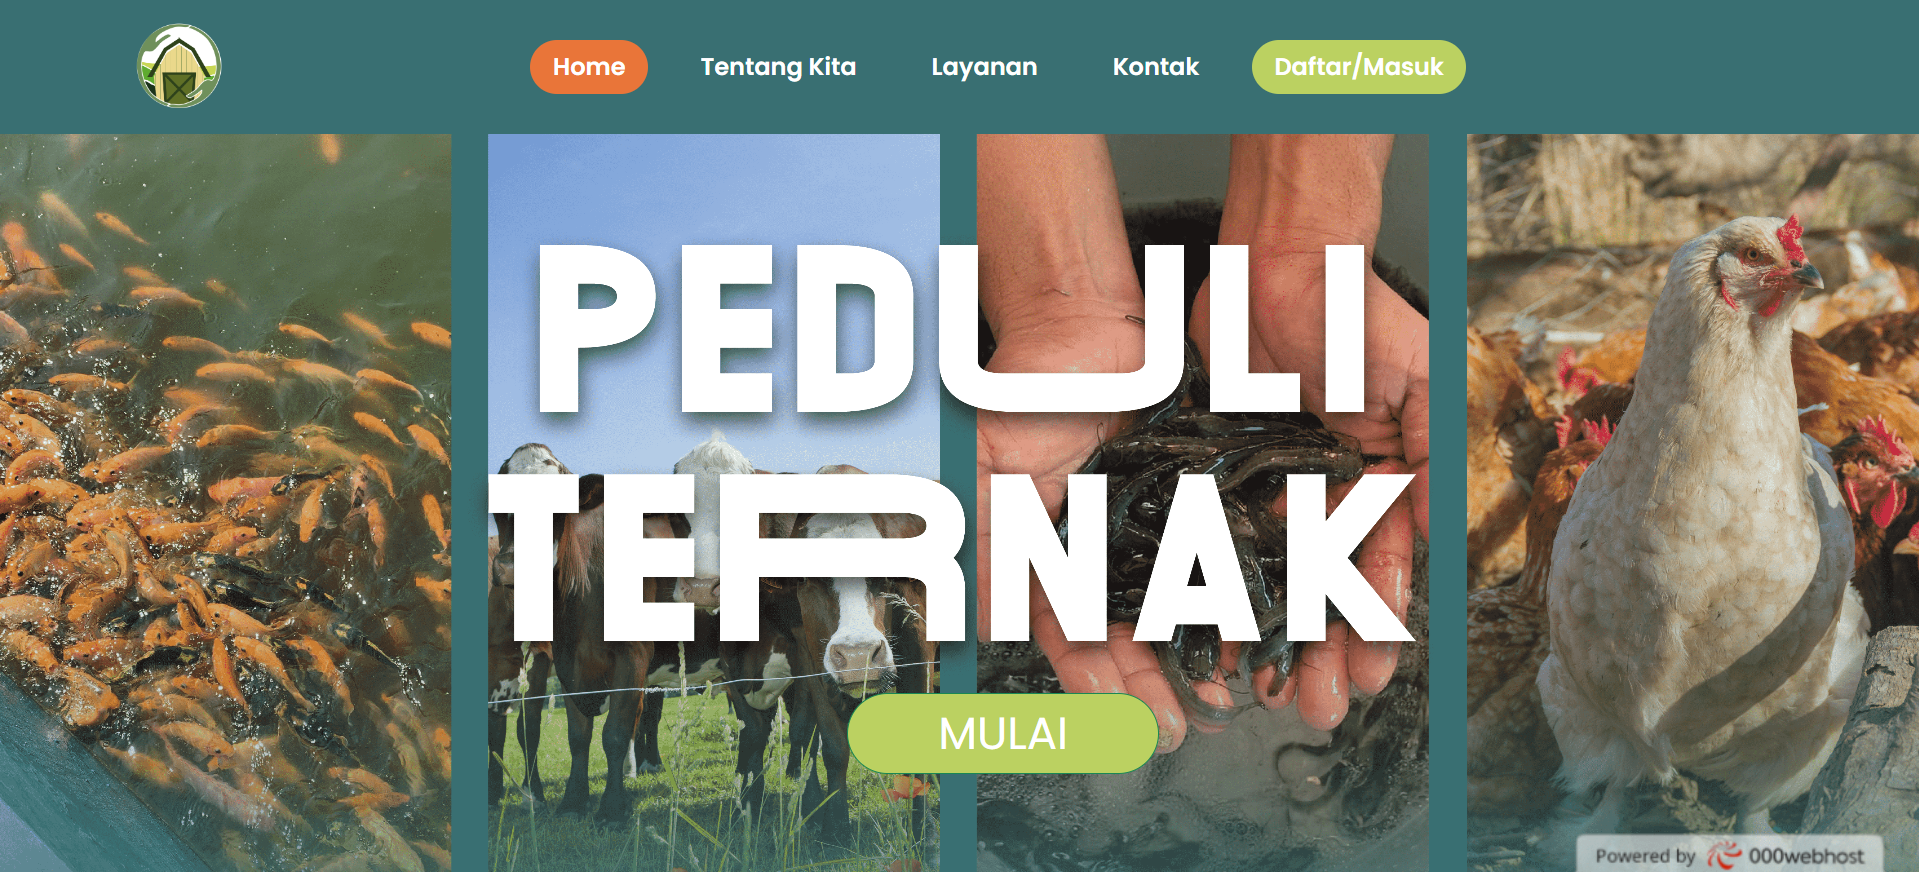 Home Tentang Kita Layanan Kontak Daftar/Masuk
PEDULI
TERNAK
MULAI
Powered by 000webhost